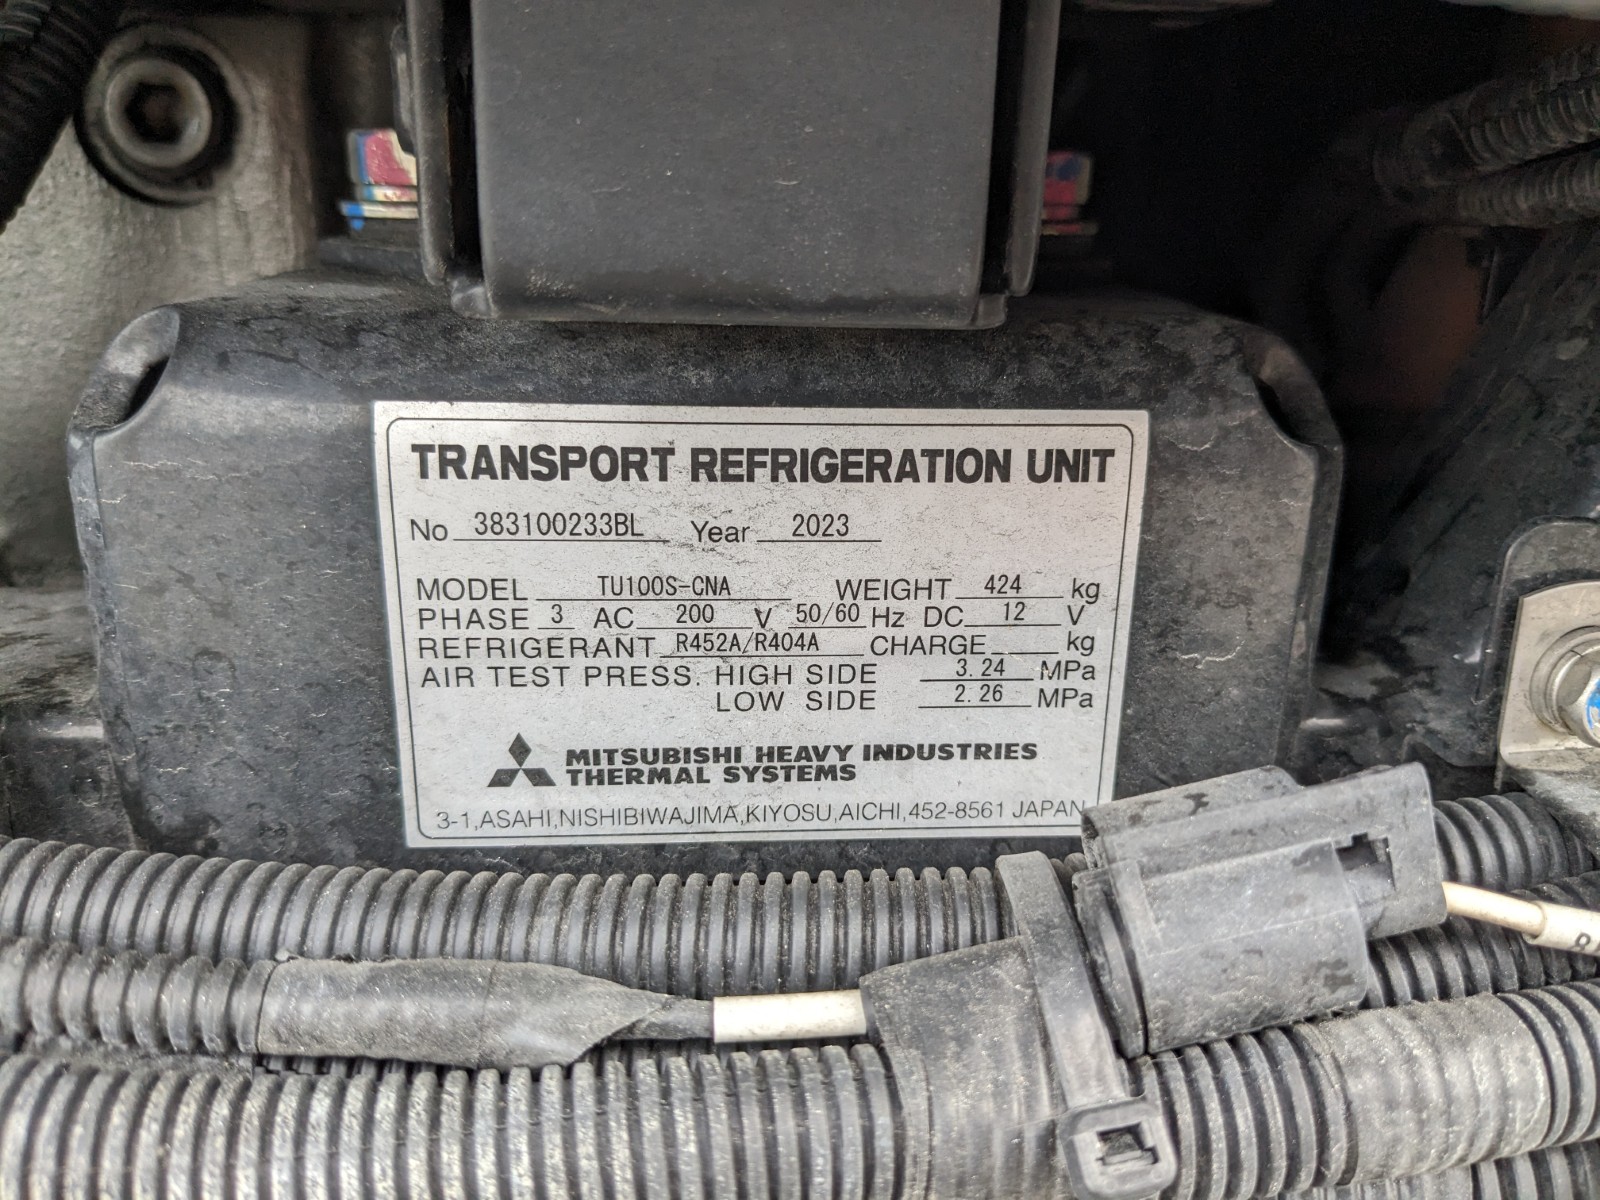 TRANSPORT REFRIGERATION UNIT
No 383100233BL Year 2023
MODEL TU100S-CNA WEIGHT 424 kg
PHASE 3 AC 200 V 50/60 Hz DC 12 V
REFRIGERANT R452A/R404A CHARGE kg
AIR TEST PRESS. HIGH SIDE 3.24 MPa
LOW SIDE 2.26 MPa
MITSUBISHI HEAVY INDUSTRIES
THERMAL SYSTEMS
3-1,ASAHI,NISHIBIWAJIMA,KIYOSU,AICHI,452-8561 JAPAN